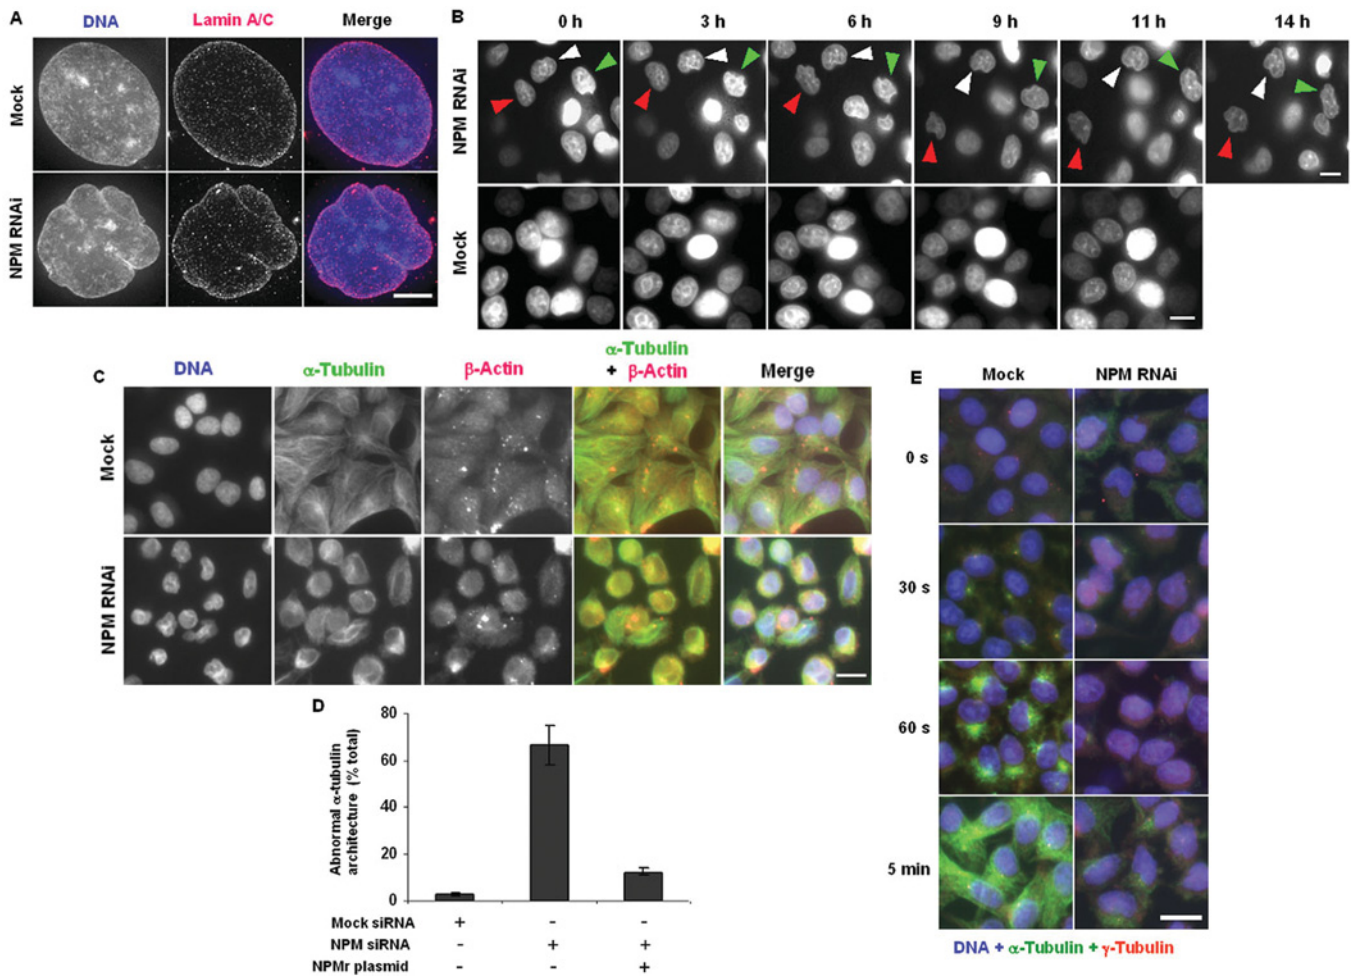 A
DNA
Lamin A/C
Merge
Mock
NPM RNAi
B
0 h
3 h
6 h
9 h
11 h
14 h
NPM RNAi
Mock
C
DNA
α-Tubulin
β-Actin
α-Tubulin
+ β-Actin
Merge
Mock
NPM RNAi
D
Abnormal α-tubulin
architecture (% total)
80
60
40
20
0
Mock siRNA + - -
NPM siRNA - + +
NPMr plasmid - - +
E
Mock
NPM RNAi
0 s
30 s
60 s
5 min
DNA + α-Tubulin + γ-Tubulin